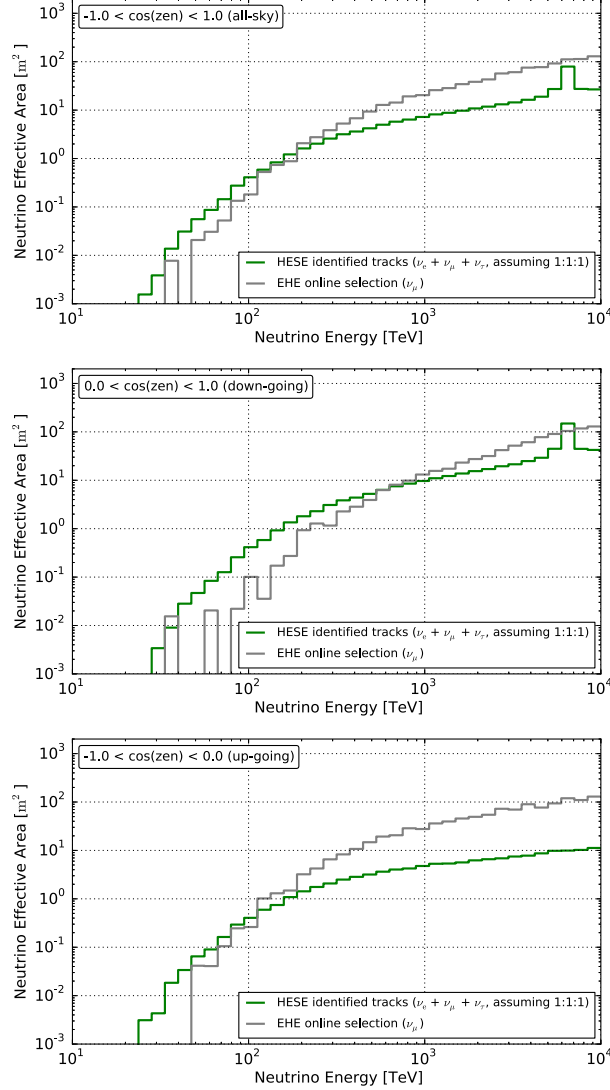 -1.0 < cos(zen) < 1.0 (all-sky)
10^3
10^2
10^1
10^0
10^-1
10^-2
10^-3
Neutrino Effective Area [m^2]
HESE identified tracks (ν_e + ν_μ + ν_τ, assuming 1:1:1)
EHE online selection (ν_μ)
10^1
10^2
10^3
10^4
Neutrino Energy [TeV]
0.0 < cos(zen) < 1.0 (down-going)
10^3
10^2
10^1
10^0
10^-1
10^-2
10^-3
Neutrino Effective Area [m^2]
HESE identified tracks (ν_e + ν_μ + ν_τ, assuming 1:1:1)
EHE online selection (ν_μ)
10^1
10^2
10^3
10^4
Neutrino Energy [TeV]
-1.0 < cos(zen) < 0.0 (up-going)
10^3
10^2
10^1
10^0
10^-1
10^-2
10^-3
Neutrino Effective Area [m^2]
HESE identified tracks (ν_e + ν_μ + ν_τ, assuming 1:1:1)
EHE online selection (ν_μ)
10^1
10^2
10^3
10^4
Neutrino Energy [TeV]